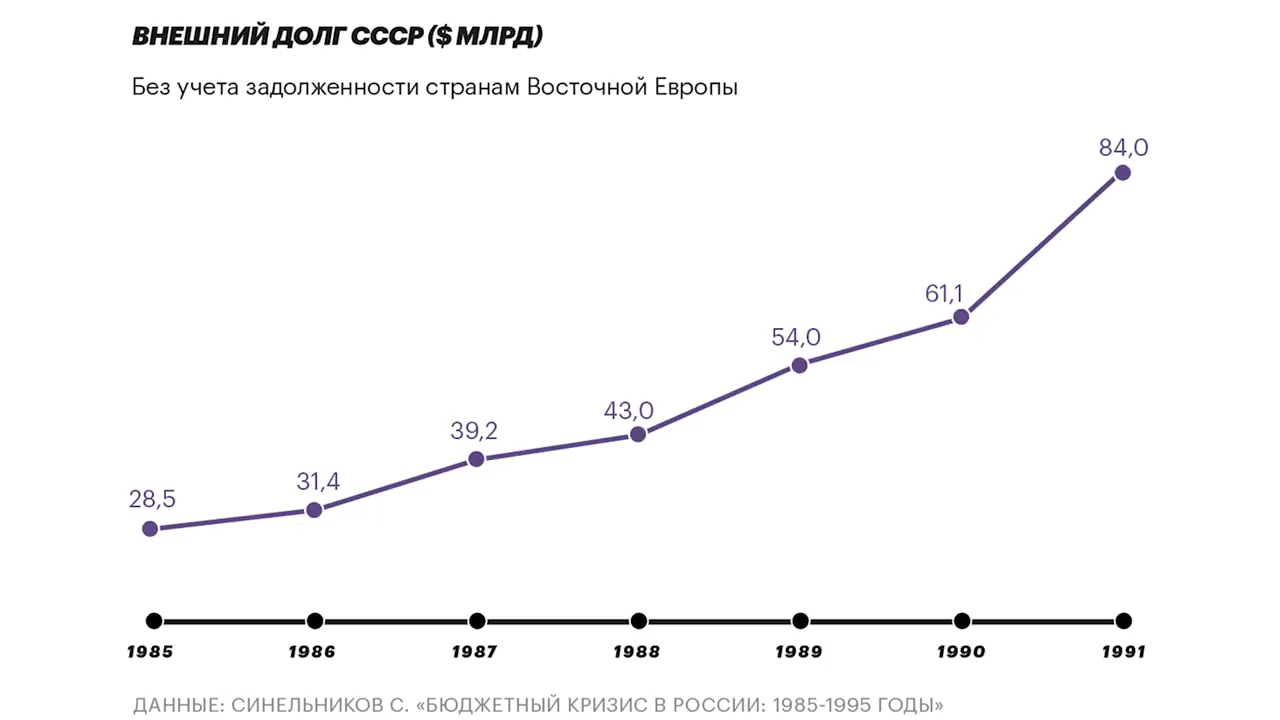 ВНЕШНИЙ ДОЛГ СССР ($ МЛРД)
Без учета задолженности странам Восточной Европы
84,0
61,1
54,0
43,0
39,2
31,4
28,5
1985 1986 1987 1988 1989 1990 1991
ДАННЫЕ: СИНЕЛЬНИКОВ С. «БЮДЖЕТНЫЙ КРИЗИС В РОССИИ: 1985-1995 ГОДЫ»